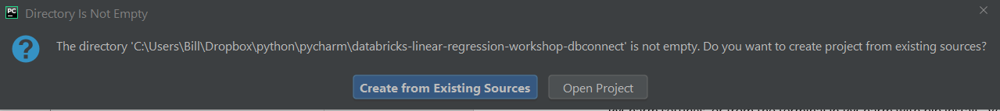 PC
Directory Is Not Empty
The directory 'C:\Users\Bill\Dropbox\python\pycharm\databricks-linear-regression-workshop-dbconnect' is not empty. Do you want to create project from existing sources?
Create from Existing Sources
Open Project